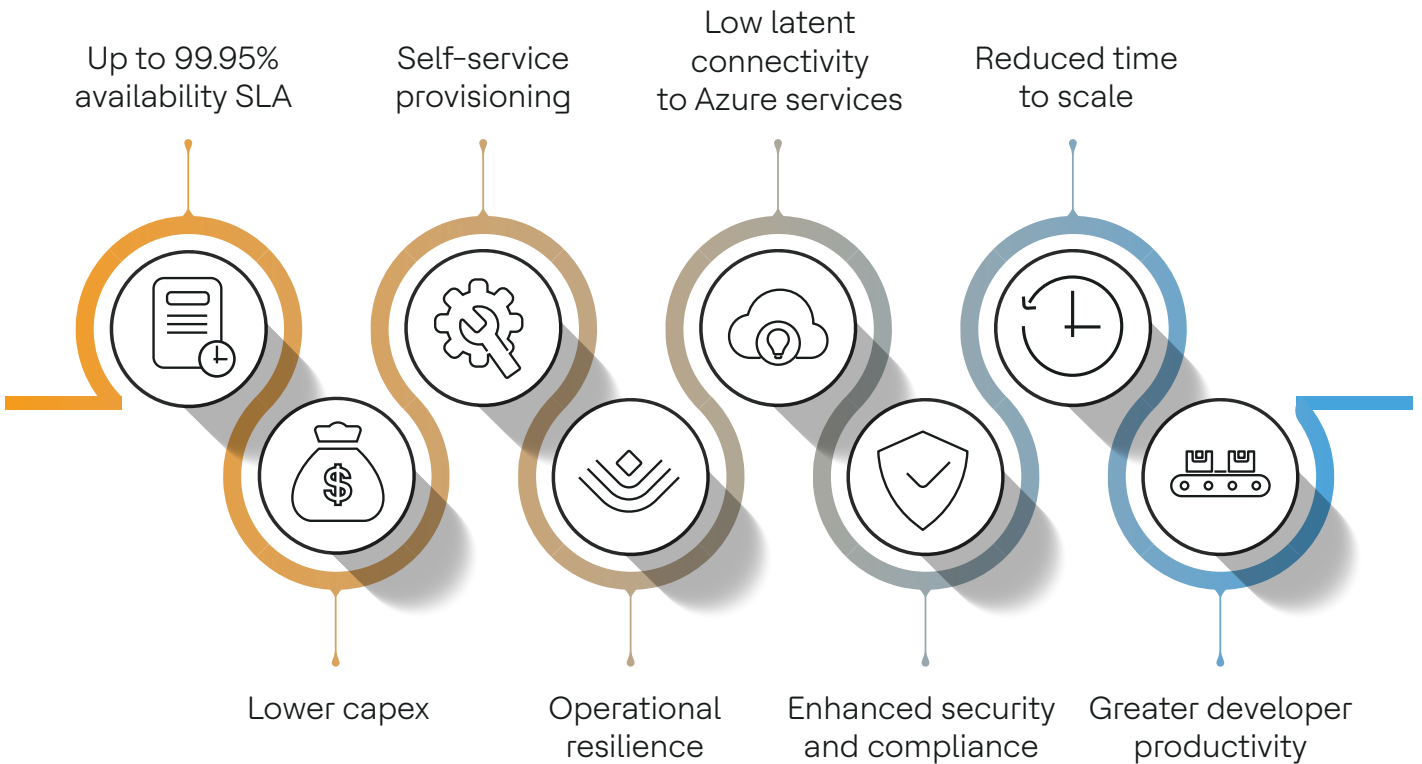 Up to 99.95%
availability SLA
Self-service
provisioning
Low latent
connectivity
to Azure services
Reduced time
to scale
$
Lower capex
Operational
resilience
Enhanced security
and compliance
Greater developer
productivity